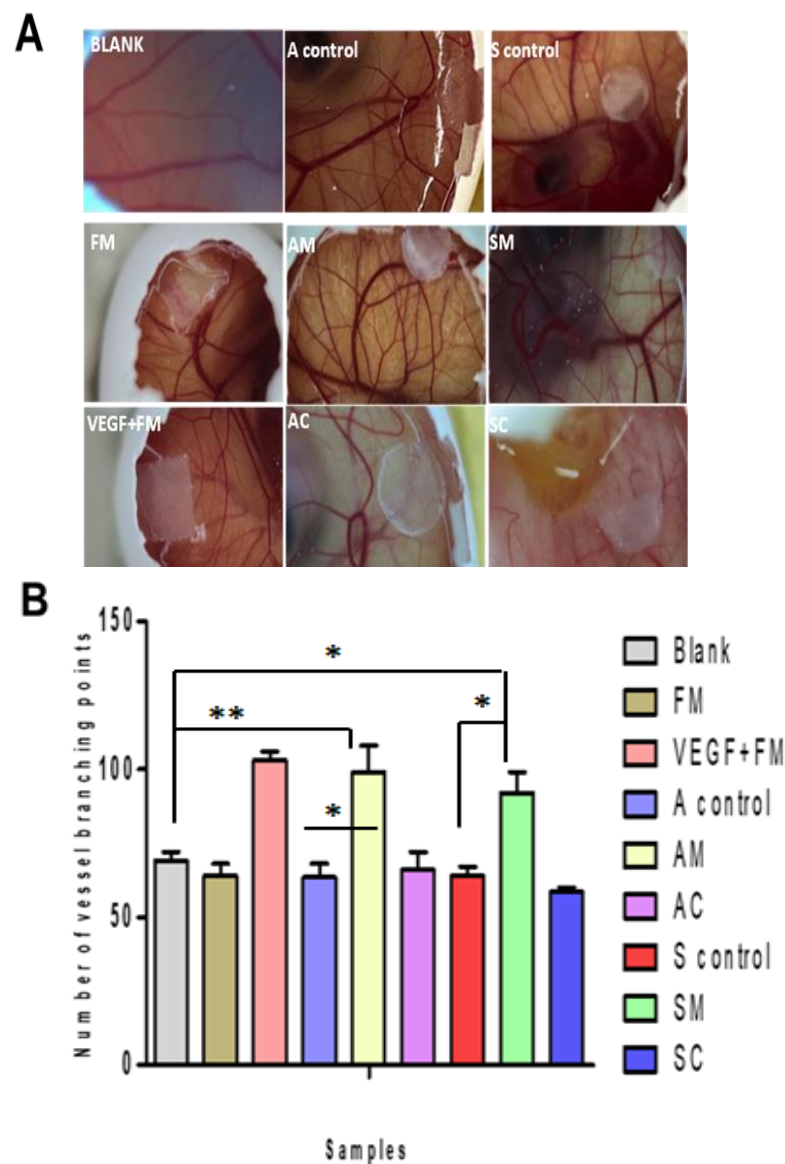 A
BLANK
A control
S control
FM
AM
SM
VEGF+FM
AC
SC
B
Number of vessel branching points
150
100
50
0
*
**
*
*
Blank
FM
VEGF+FM
A control
AM
AC
S control
SM
SC
Samples